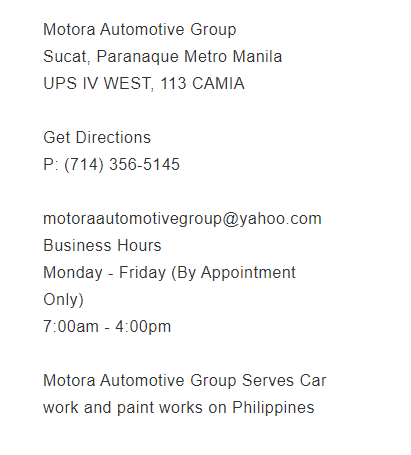 Motora Automotive Group
Sucat, Paranaque Metro Manila
UPS IV WEST, 113 CAMIA
Get Directions
P: (714) 356-5145
motoraautomotivegroup@yahoo.com
Business Hours
Monday - Friday (By Appointment
Only)
7:00am - 4:00pm
Motora Automotive Group Serves Car
work and paint works on Philippines